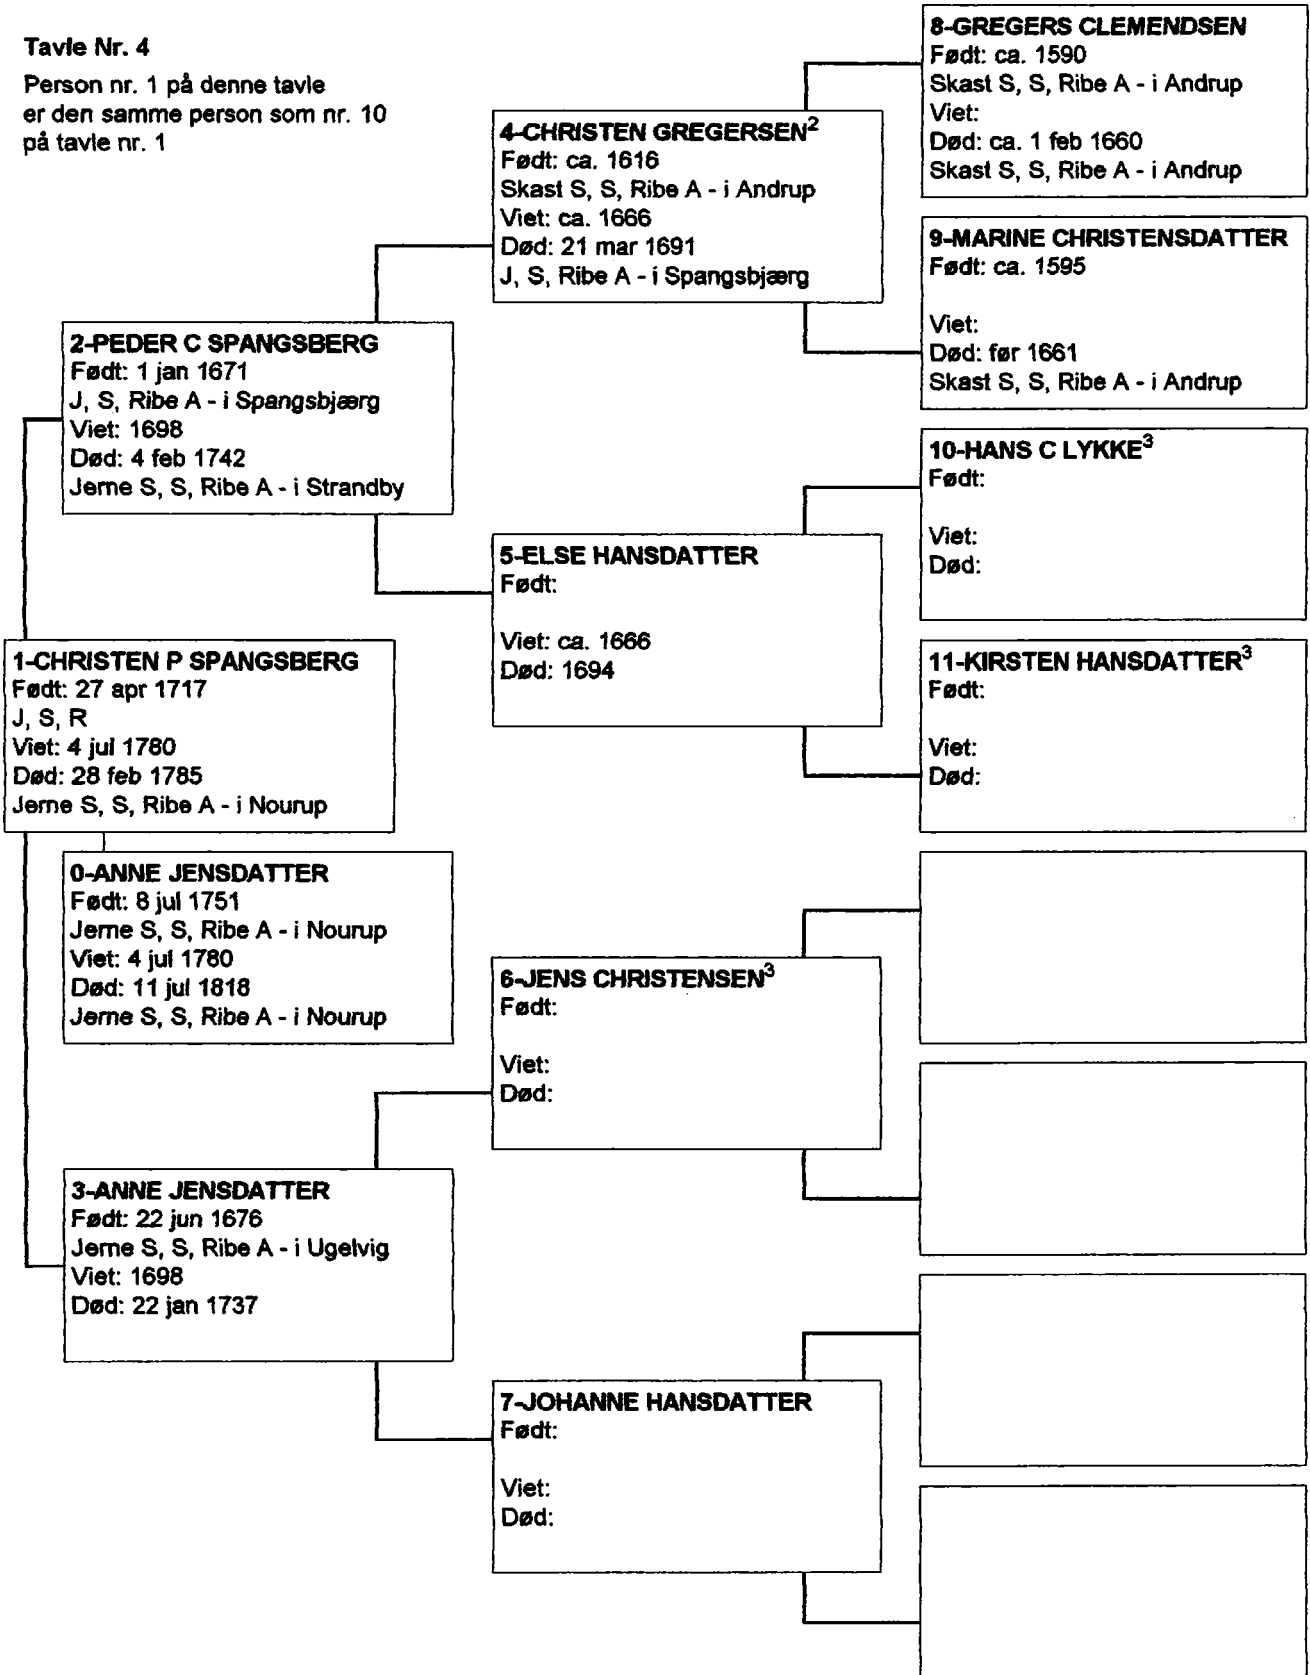 Tavle Nr. 4
Person nr. 1 på denne tavle
er den samme person som nr. 10
på tavle nr. 1
8-GREGERS CLEMENDSEN
Født: ca. 1590
Skast S, S, Ribe A - i Andrup
Viet:
Død: ca. 1 feb 1660
Skast S, S, Ribe A - i Andrup
4-CHRISTEN GREGERSEN²
Født: ca. 1616
Skast S, S, Ribe A - i Andrup
Viet: ca. 1666
Død: 21 mar 1691
J, S, Ribe A - i Spangsbjærg
9-MARINE CHRISTENSDATTER
Født: ca. 1595
Viet:
Død: før 1661
Skast S, S, Ribe A - i Andrup
2-PEDER C SPANGSBERG
Født: 1 jan 1671
J, S, Ribe A - i Spangsbjærg
Viet: 1698
Død: 4 feb 1742
Jerne S, S, Ribe A - i Strandby
10-HANS C LYKKE³
Født:
Viet:
Død:
5-ELSE HANSDATTER
Født:
Viet: ca. 1666
Død: 1694
11-KIRSTEN HANSDATTER³
Født:
Viet:
Død:
1-CHRISTEN P SPANGSBERG
Født: 27 apr 1717
J, S, R
Viet: 4 jul 1780
Død: 28 feb 1785
Jerne S, S, Ribe A - i Nourup
0-ANNE JENSDATTER
Født: 8 jul 1751
Jerne S, S, Ribe A - i Nourup
Viet: 4 jul 1780
Død: 11 jul 1818
Jerne S, S, Ribe A - i Nourup
6-JENS CHRISTENSEN³
Født:
Viet:
Død:
3-ANNE JENSDATTER
Født: 22 jun 1676
Jerne S, S, Ribe A - i Ugelvig
Viet: 1698
Død: 22 jan 1737
7-JOHANNE HANSDATTER
Født:
Viet:
Død: